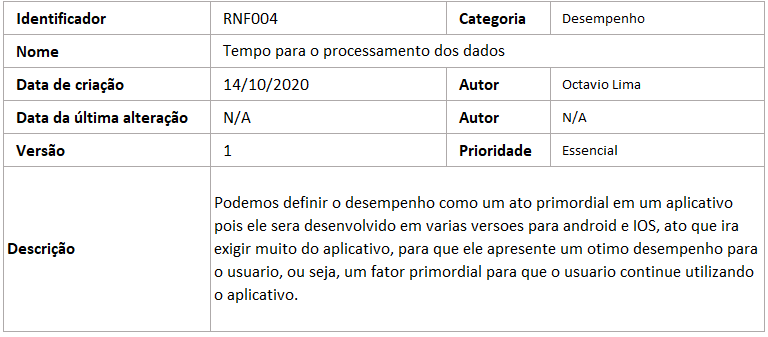 Identificador RNF004 Categoria Desempenho
Nome Tempo para o processamento dos dados
Data de criação 14/10/2020 Autor Octavio Lima
Data da última alteração N/A Autor N/A
Versão 1 Prioridade Essencial
Descrição
Podemos definir o desempenho como um ato primordial em um aplicativo
pois ele sera desenvolvido em varias versoes para android e IOS, ato que ira
exigir muito do aplicativo, para que ele apresente um otimo desempenho para
o usuario, ou seja, um fator primordial para que o usuario continue utilizando
o aplicativo.